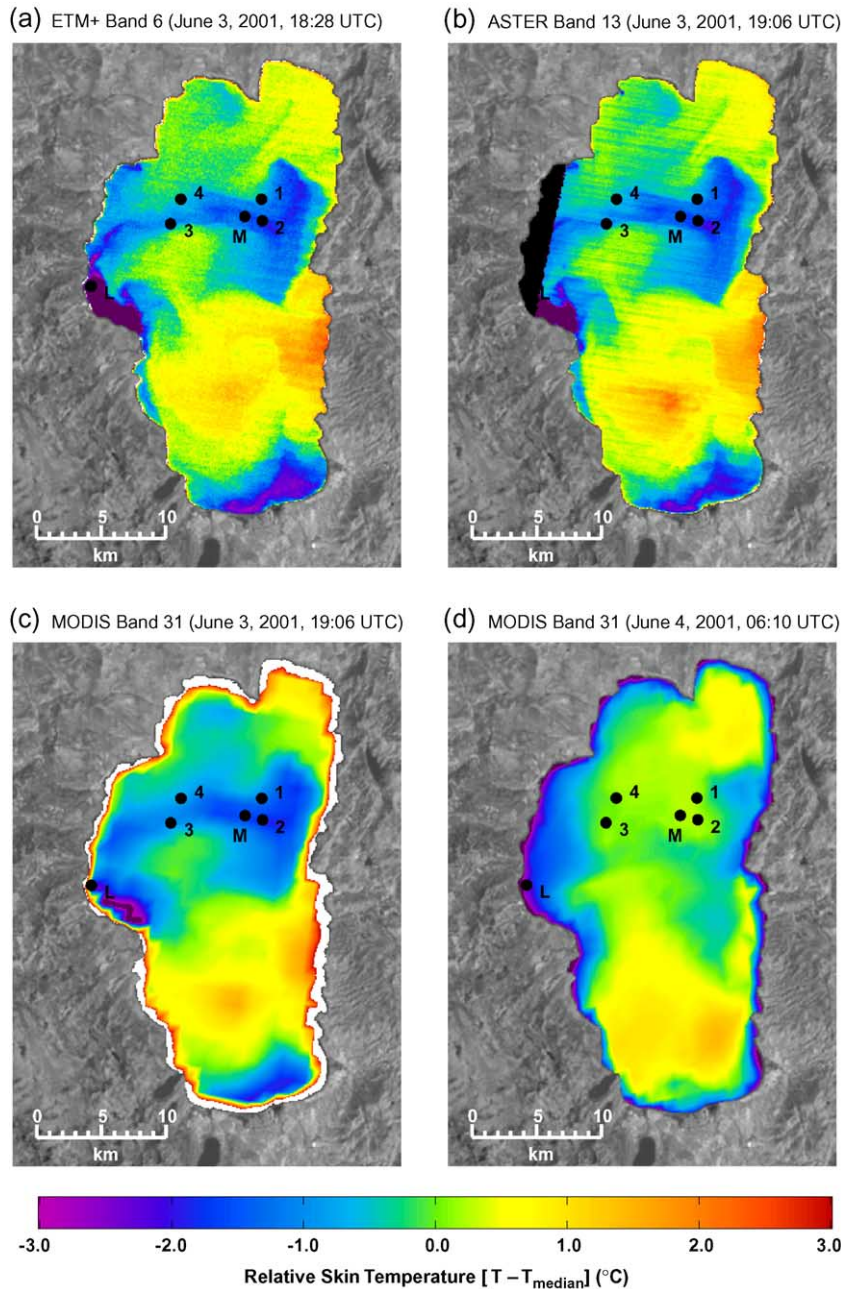 (a) ETM+ Band 6 (June 3, 2001, 18:28 UTC)
4
1
3
M
2
L
0 5 10
km
(b) ASTER Band 13 (June 3, 2001, 19:06 UTC)
4
1
3
M
2
L
0 5 10
km
(c) MODIS Band 31 (June 3, 2001, 19:06 UTC)
4
1
3
M
2
L
0 5 10
km
(d) MODIS Band 31 (June 4, 2001, 06:10 UTC)
4
1
3
M
2
L
0 5 10
km
-3.0 -2.0 -1.0 0.0 1.0 2.0 3.0
Relative Skin Temperature [T – Tmedian] (°C)